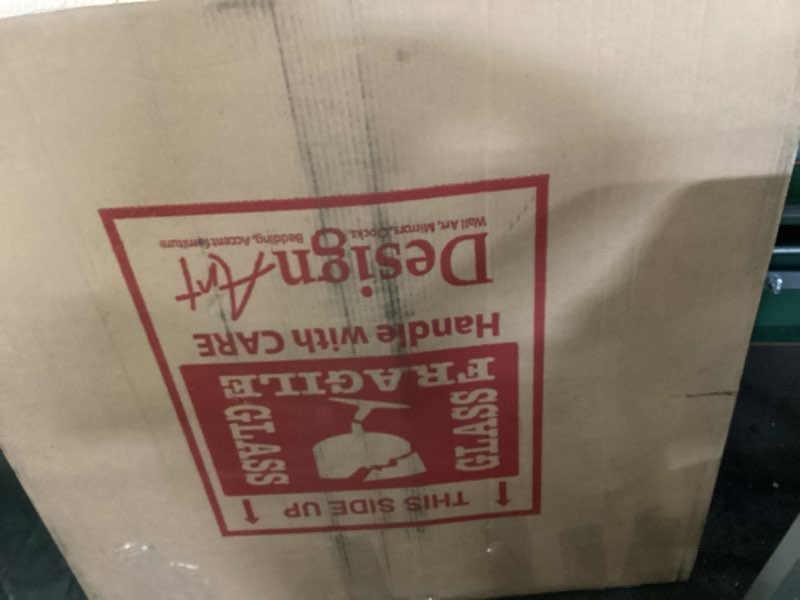 THIS SIDE UP
GLASS
FRAGILE
GLASS
Handle with CARE
DesignArt
Wall Art, Mirrors, Clocks,
Bedding, Accent furniture